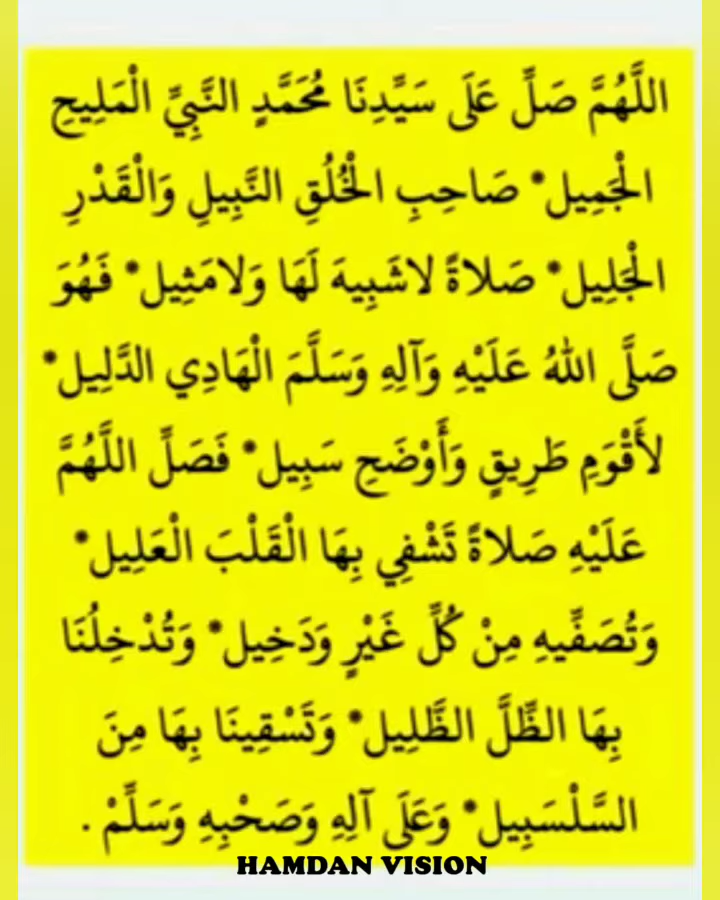 اللَّهُمَّ صَلِّ عَلَى سَيِّدِنَا مُحَمَّدٍ النَّبِيِّ الْمَلِيحِ
الْجَمِيل* صَاحِبِ الْخُلُقِ النَّبِيلِ وَالْقَدْرِ
الْجَلِيل* صَلاةً لاشَبِيهَ لَهَا وَلامَثِيل* فَهُوَ
صَلَّى اللهُ عَلَيْهِ وَآلِهِ وَسَلَّمَ الْهَادِي الدَّلِيل*
لأَقْوَمِ طَرِيقٍ وَأَوْضَحِ سَبِيل* فَصَلِّ اللَّهُمَّ
عَلَيْهِ صَلاةً تَشْفِي بِهَا الْقَلْبَ الْعَلِيل*
وَتُصَفِّيهِ مِنْ كُلِّ غَيْرٍ وَدَخِيل* وَتُدْخِلُنَا
بِهَا الظِّلَّ الظَّلِيل* وَتَسْقِينَا بِهَا مِنَ
السَّلْسَبِيل* وَعَلَى آلِهِ وَصَحْبِهِ وَسَلِّمْ .
HAMDAN VISION